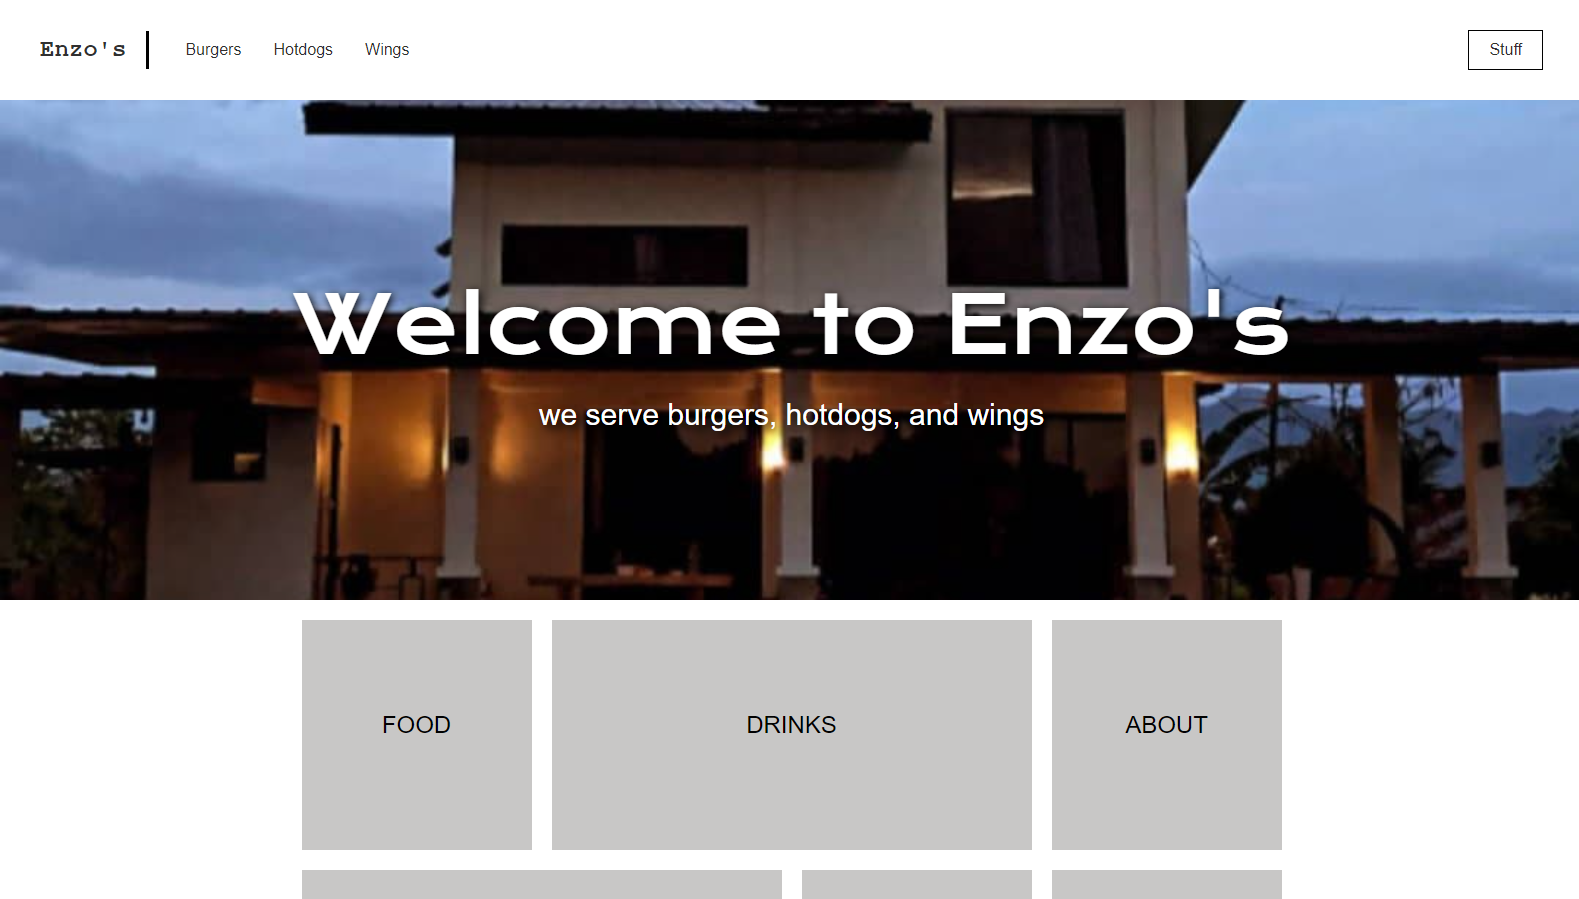 Enzo's
Burgers Hotdogs Wings
Stuff
Welcome to Enzo's
we serve burgers, hotdogs, and wings
FOOD
DRINKS
ABOUT